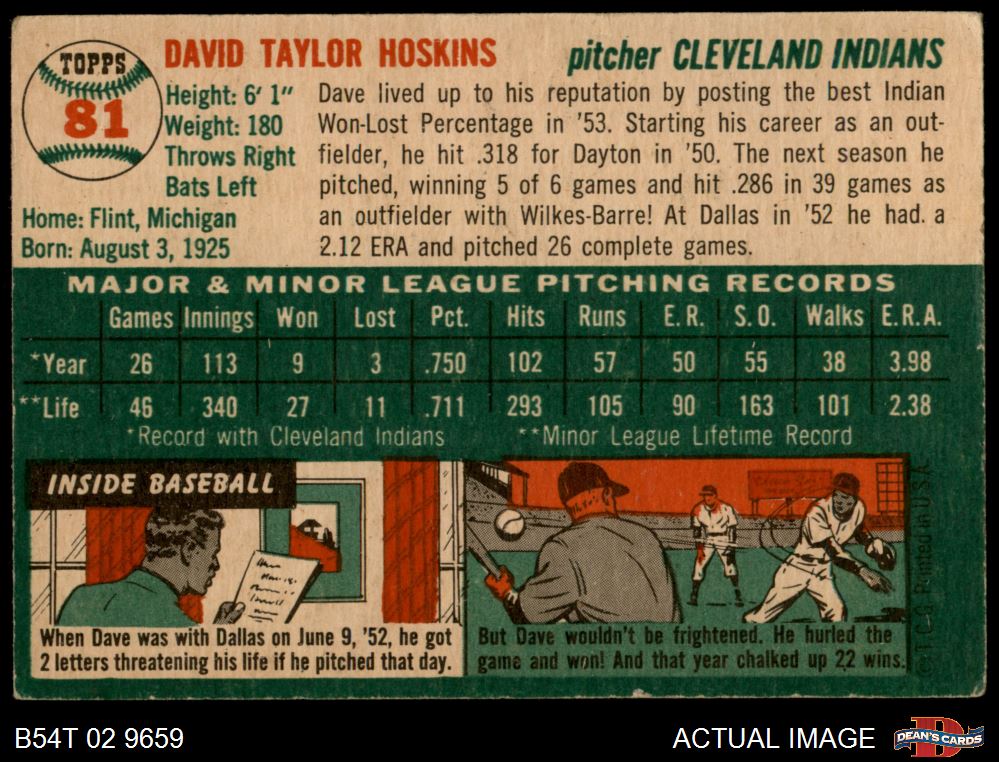 TOPPS
81
DAVID TAYLOR HOSKINS
pitcher CLEVELAND INDIANS
Height: 6' 1"
Weight: 180
Throws Right
Bats Left
Home: Flint, Michigan
Born: August 3, 1925
Dave lived up to his reputation by posting the best Indian
Won-Lost Percentage in '53. Starting his career as an out-
fielder, he hit .318 for Dayton in '50. The next season he
pitched, winning 5 of 6 games and hit .286 in 39 games as
an outfielder with Wilkes-Barre! At Dallas in '52 he had. a
2.12 ERA and pitched 26 complete games.
MAJOR & MINOR LEAGUE PITCHING RECORDS
Games Innings Won Lost Pct. Hits Runs E.R. S.O. Walks E.R.A.
*Year 26 113 9 3 .750 102 57 50 55 38 3.98
**Life 46 340 27 11 .711 293 105 90 163 101 2.38
*Record with Cleveland Indians **Minor League Lifetime Record
INSIDE BASEBALL
When Dave was with Dallas on June 9, '52, he got
2 letters threatening his life if he pitched that day.
But Dave wouldn't be frightened. He hurled the
game and won! And that year chalked up 22 wins.
© T.C.G. Printed in U.S.A.
B54T 02 9659
ACTUAL IMAGE
DEAN'S CARDS